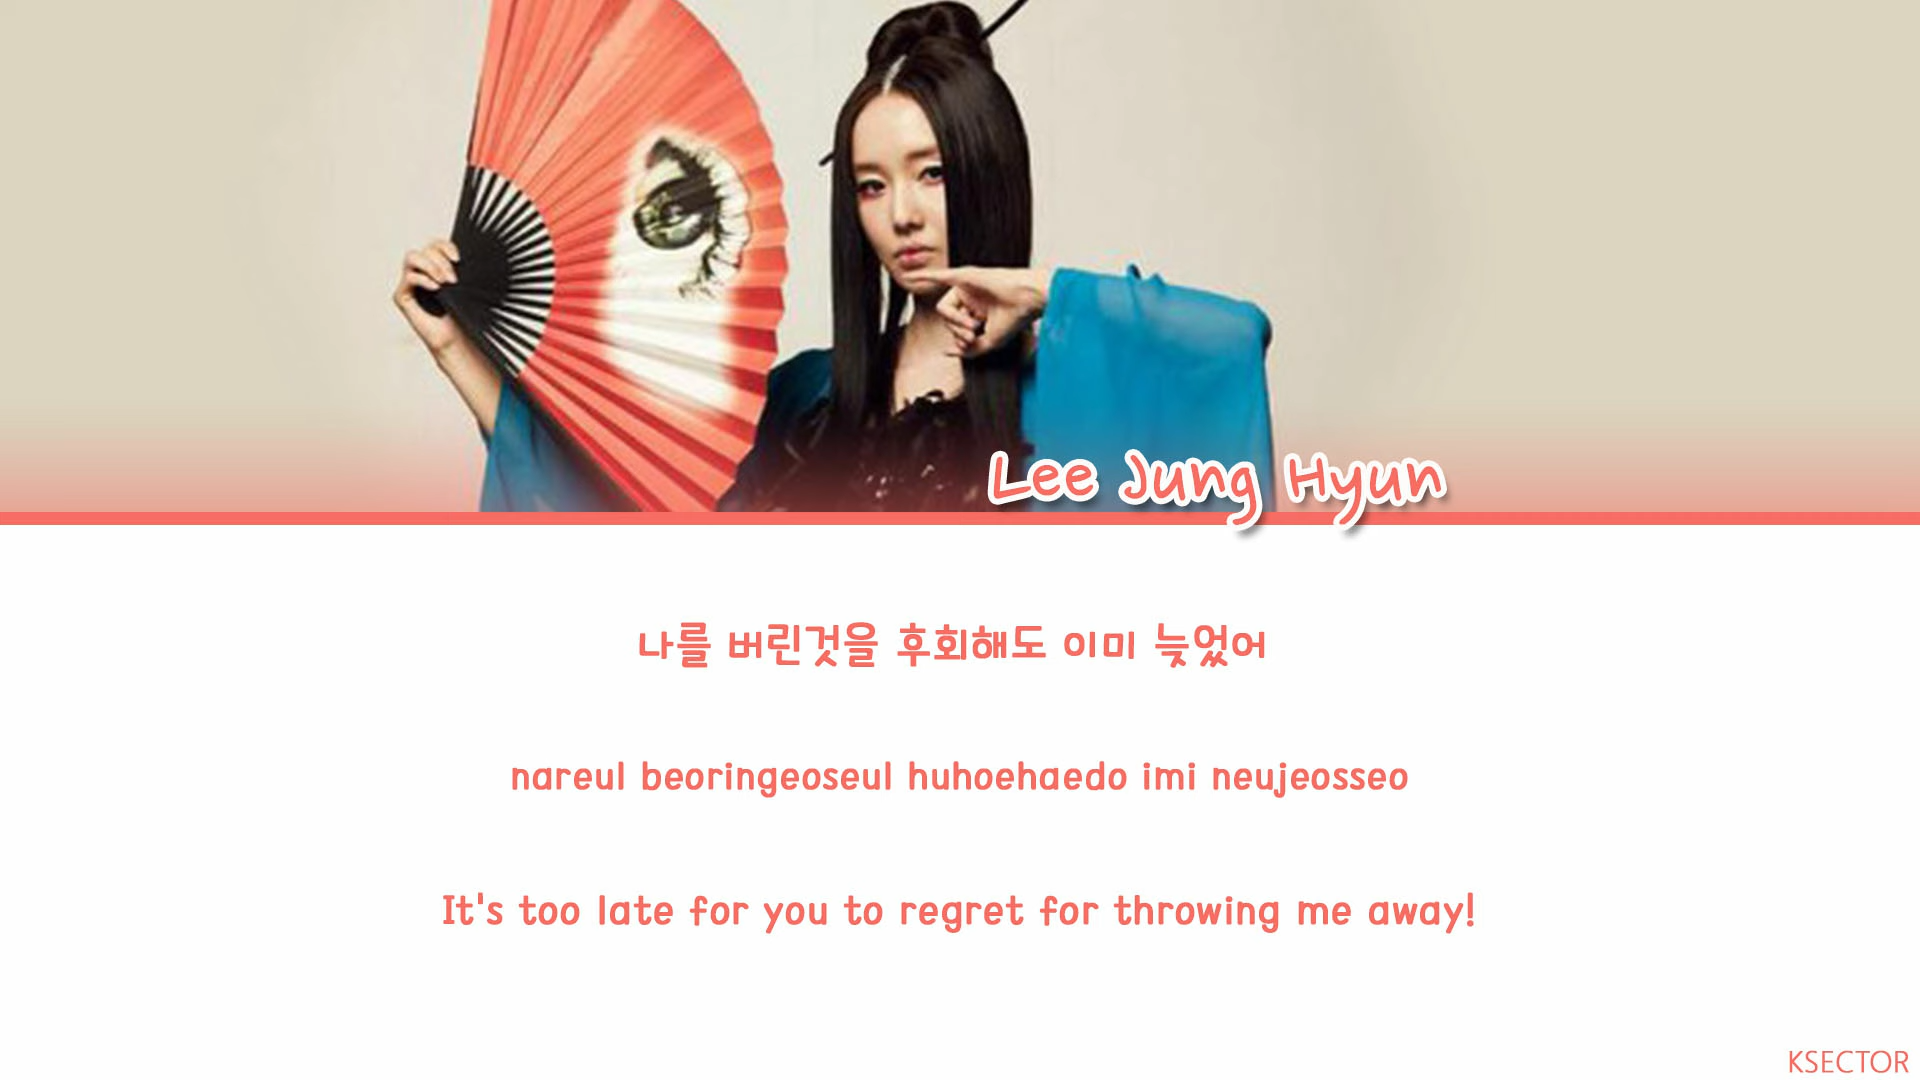 Lee Jung Hyun
나를 버린것을 후회해도 이미 늦었어
nareul beoringeoseul huhoehaedo imi neujeosseo
It's too late for you to regret for throwing me away!
KSECTOR